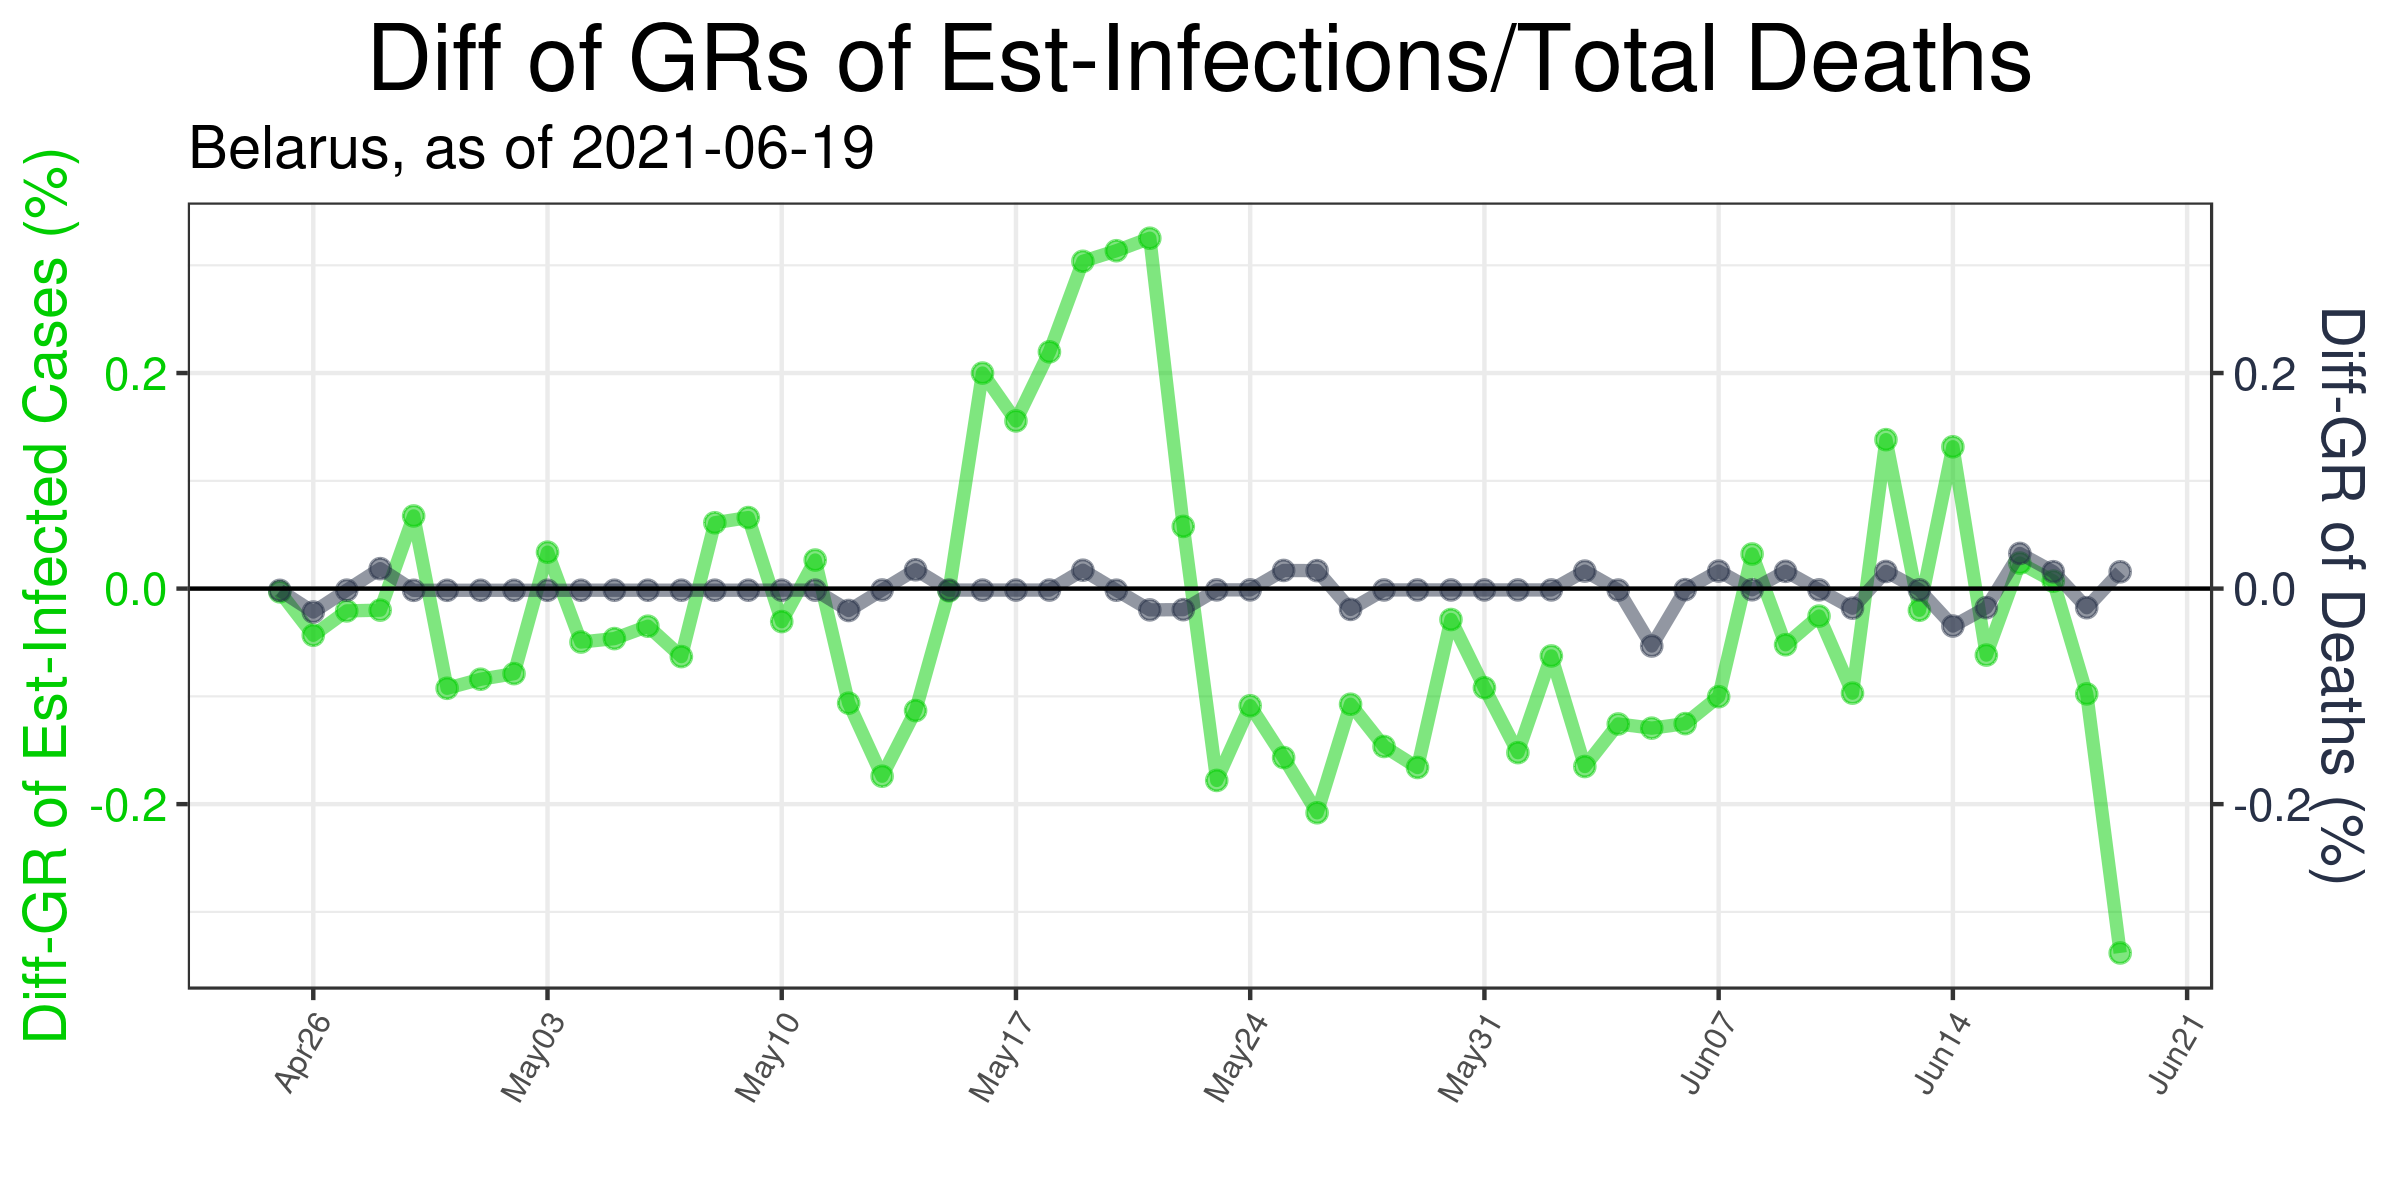 Diff of GRs of Est-Infections/Total Deaths
Belarus, as of 2021-06-19
Diff-GR of Est-Infected Cases (%)
0.2
0.0
-0.2
0.2
0.0
-0.2
Diff-GR of Deaths (%)
Apr26
May03
May10
May17
May24
May31
Jun07
Jun14
Jun21